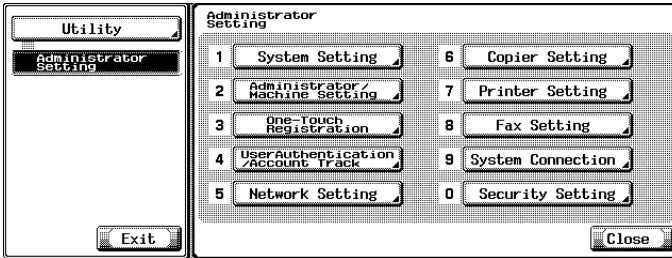 Utility
Administrator
Setting
Exit
Administrator
Setting
1 System Setting
2 Administrator/
Machine Setting
3 One-Touch
Registration
4 UserAuthentication
/Account Track
5 Network Setting
6 Copier Setting
7 Printer Setting
8 Fax Setting
9 System Connection
0 Security Setting
Close